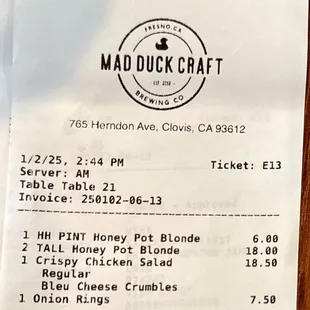 FRESNO, CA
MAD DUCK CRAFT
BREWING CO
765 Herndon Ave, Clovis, CA 93612
1/2/25, 2:44 PM Ticket: E13
Server: AM
Table Table 21
Invoice: 250102-06-13
1 HH PINT Honey Pot Blonde 6.00
2 TALL Honey Pot Blonde 18.00
1 Crispy Chicken Salad 18.50
Regular
Bleu Cheese Crumbles
1 Onion Rings 7.50